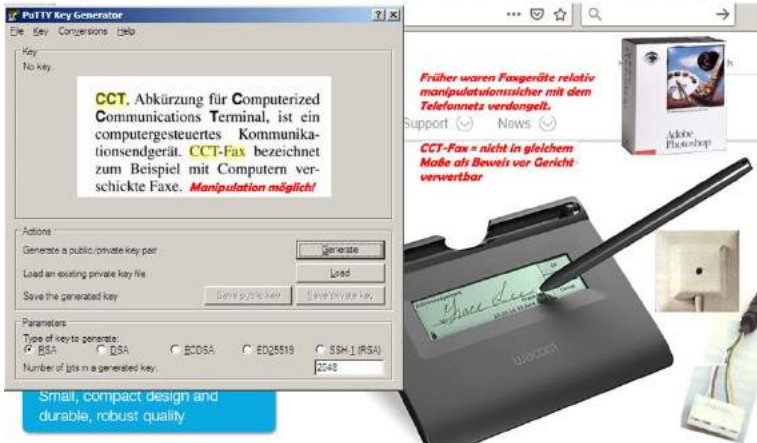 PuTTY Key Generator
File Key Conversions Help
Key
No key.
CCT, Abkürzung für Computerized
Communications Terminal, ist ein
computergesteuertes Kommunika-
tionsendgerät. CCT-Fax bezeichnet
zum Beispiel mit Computern ver-
schickte Faxe. Manipulation möglich!
Actions
Generate a public/private key pair
Generate
Load an existing private key file
Load
Save the generated key
Save public key
Save private key
Parameters
Type of key to generate:
RSA
DSA
ECDSA
ED25519
SSH-1 (RSA)
Number of bits in a generated key:
2048
Früher waren Faxgeräte relativ
manipulatuionssicher mit dem
Telefonnetz verdongelt.
Support
News
CCT-Fax = nicht in gleichem
Maße als Beweis vor Gericht
verwertbar
Adobe
Photoshop
Grace Lee
wacom
Small, compact design and
durable, robust quality